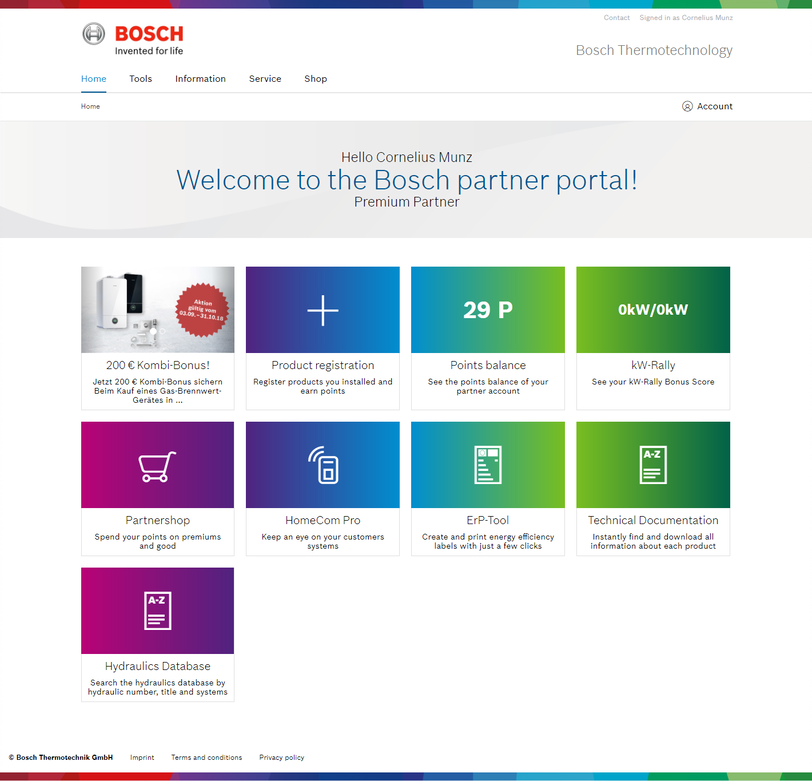 Contact Signed in as Cornelius Munz
BOSCH
Invented for life
Bosch Thermotechnology
Home Tools Information Service Shop
Home
Account
Hello Cornelius Munz
Welcome to the Bosch partner portal!
Premium Partner
Aktion
gültig vom
03.09. – 31.10.18
29 P
0kW/0kW
200 € Kombi-Bonus!
Jetzt 200 € Kombi-Bonus sichern
Beim Kauf eines Gas-Brennwert-
Gerätes in ...
Product registration
Register products you installed and
earn points
Points balance
See the points balance of your
partner account
kW-Rally
See your kW-Rally Bonus Score
A-Z
Partnershop
Spend your points on premiums
and good
HomeCom Pro
Keep an eye on your customers
systems
ErP-Tool
Create and print energy efficiency
labels with just a few clicks
Technical Documentation
Instantly find and download all
information about each product
A-Z
Hydraulics Database
Search the hydraulics database by
hydraulic number, title and systems
© Bosch Thermotechnik GmbH Imprint Terms and conditions Privacy policy